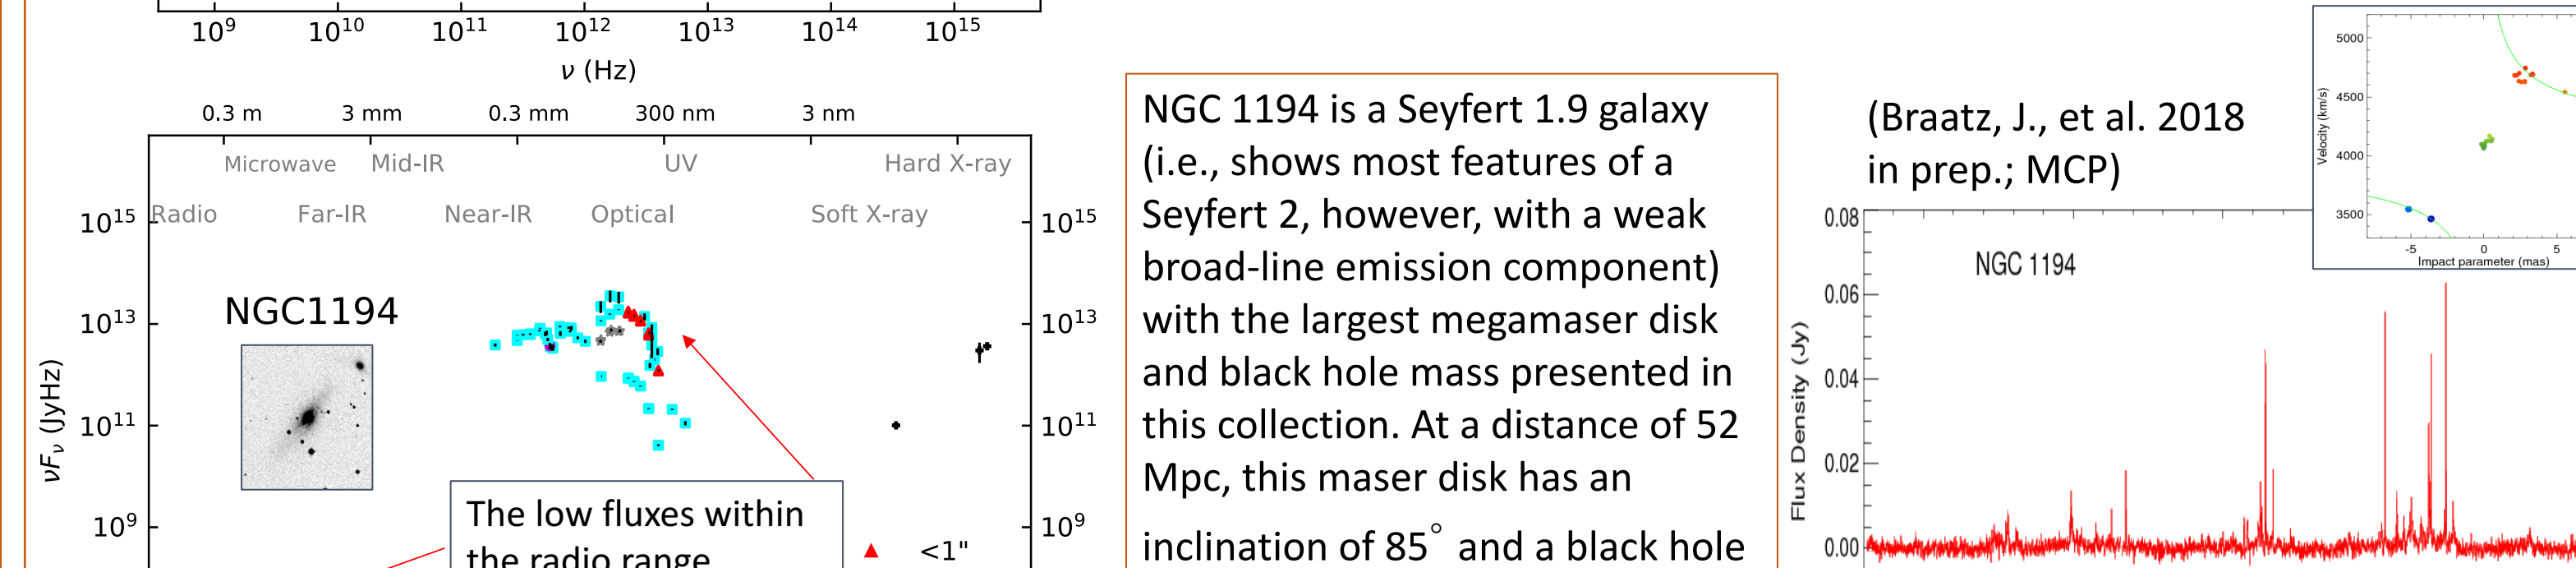 10⁹ 10¹⁰ 10¹¹ 10¹² 10¹³ 10¹⁴ 10¹⁵
ν (Hz)
0.3 m 3 mm 0.3 mm 300 nm 3 nm
Microwave Mid-IR UV Hard X-ray
Radio Far-IR Near-IR Optical Soft X-ray
10¹⁵ 10¹⁵
NGC1194
10¹³ 10¹³
νFᵥ (JyHz)
10¹¹ 10¹¹
10⁹ 10⁹
The low fluxes within
the radio range
<1"
NGC 1194 is a Seyfert 1.9 galaxy
(i.e., shows most features of a
Seyfert 2, however, with a weak
broad-line emission component)
with the largest megamaser disk
and black hole mass presented in
this collection. At a distance of 52
Mpc, this maser disk has an
inclination of 85° and a black hole
(Braatz, J., et al. 2018
in prep.; MCP)
5000
4500
4000
3500
Velocity (km/s)
-5 0 5
Impact parameter (mas)
NGC 1194
0.08
0.06
0.04
0.02
0.00
Flux Density (Jy)